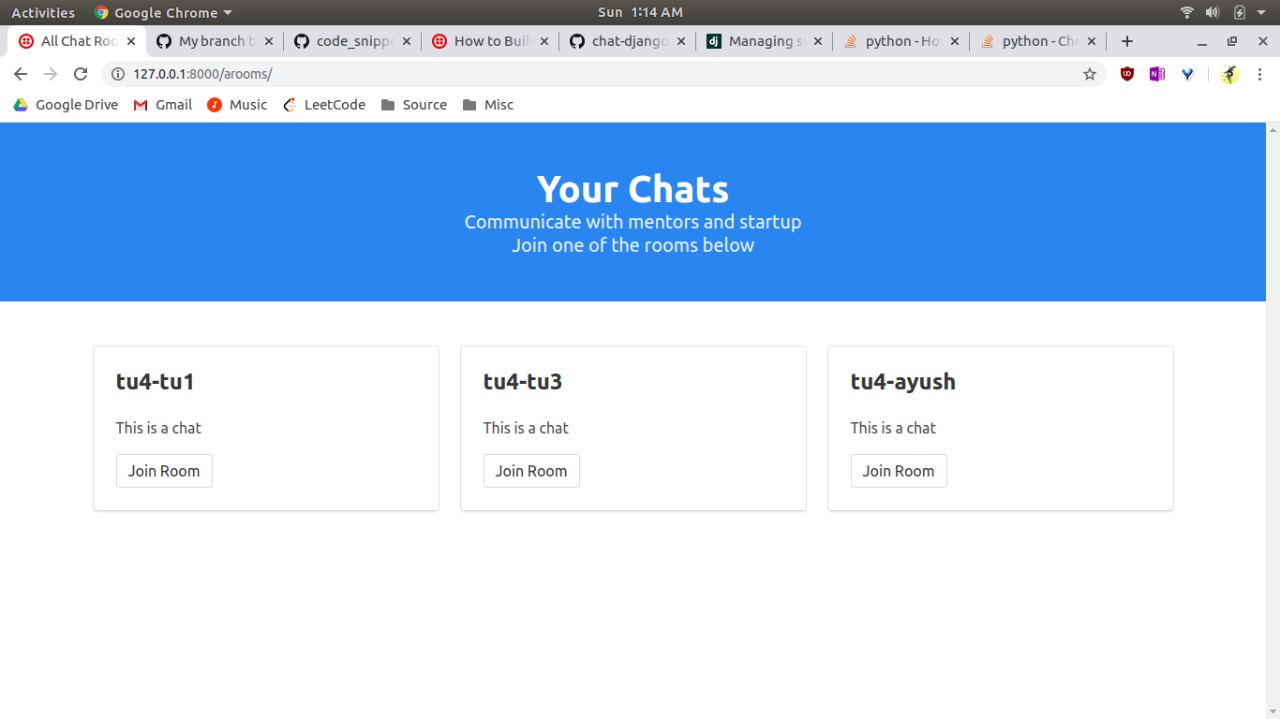 Activities Google Chrome Sun 1:14 AM
All Chat Roo My branch b code_snippe How to Buil chat-django Managing s python - Ho python - Che
127.0.0.1:8000/arooms/
Google Drive Gmail Music LeetCode Source Misc
Your Chats
Communicate with mentors and startup
Join one of the rooms below
tu4-tu1
This is a chat
Join Room
tu4-tu3
This is a chat
Join Room
tu4-ayush
This is a chat
Join Room